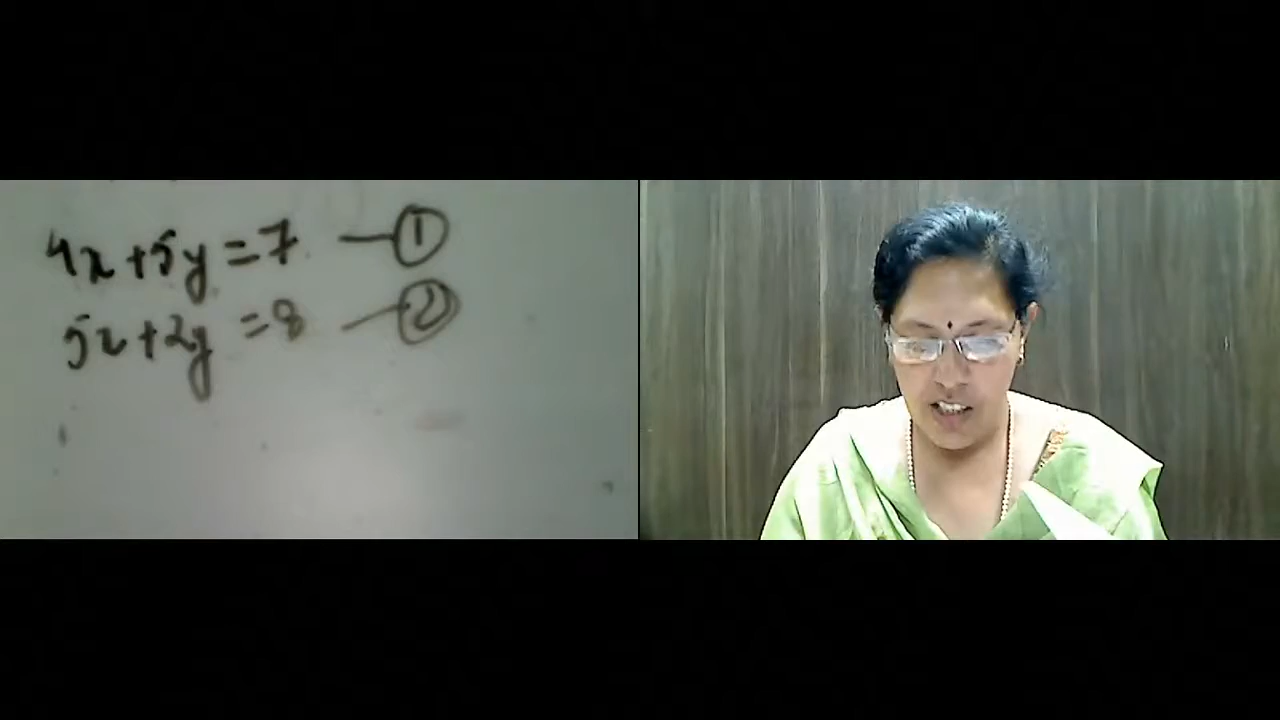 4x + 5y = 7 — ①
5x + 2y = 8 — ②